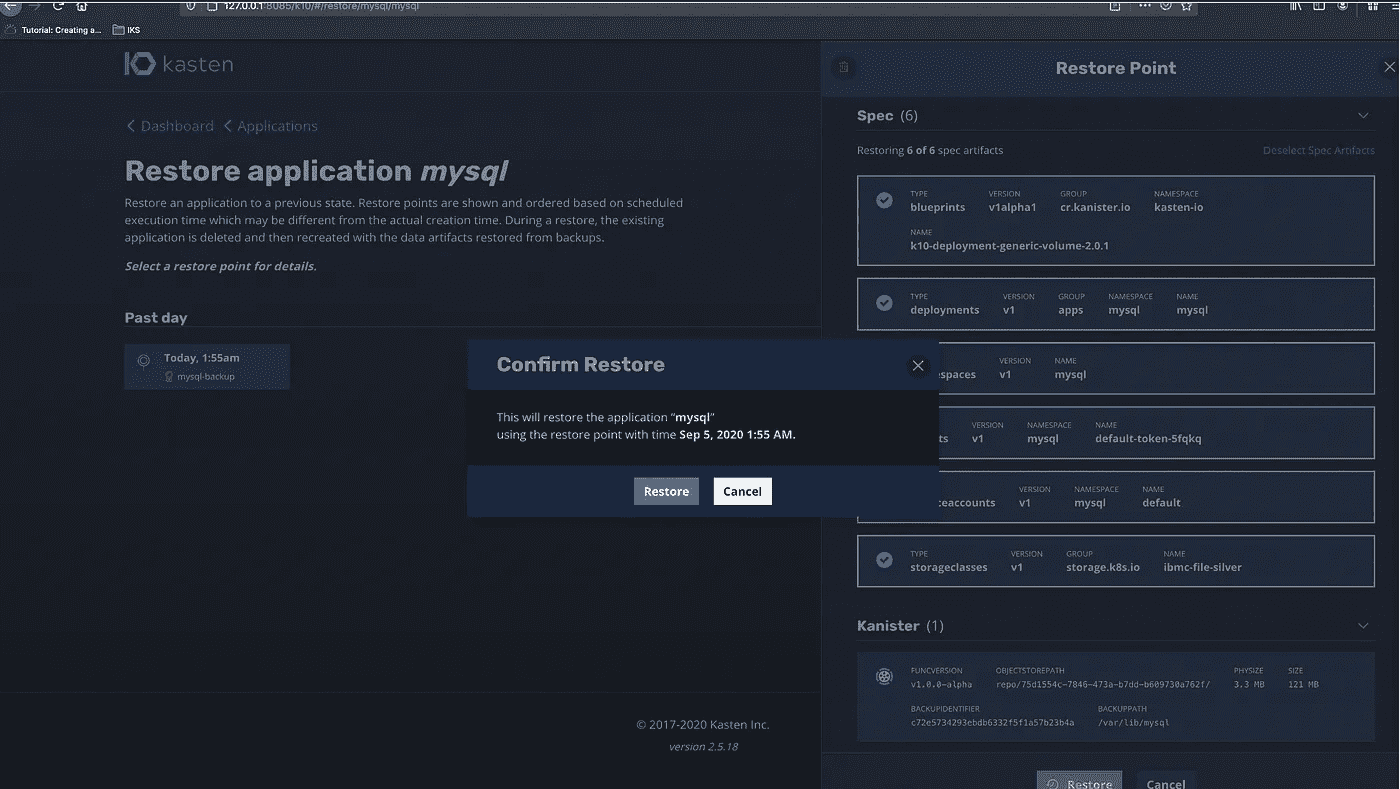 127.0.0.1:8085/k10/#/restore/mysql/mysql
Tutorial: Creating a...
IKS
kasten
Dashboard
Applications
Restore application mysql
Restore an application to a previous state. Restore points are shown and ordered based on scheduled
execution time which may be different from the actual creation time. During a restore, the existing
application is deleted and then recreated with the data artifacts restored from backups.
Select a restore point for details.
Past day
Today, 1:55am
mysql-backup
Confirm Restore
This will restore the application “mysql”
using the restore point with time Sep 5, 2020 1:55 AM.
Restore Cancel
© 2017-2020 Kasten Inc.
version 2.5.18
Restore Point
Spec (6)
Restoring 6 of 6 spec artifacts
Deselect Spec Artifacts
TYPE VERSION GROUP NAMESPACE
blueprints v1alpha1 cr.kanister.io kasten-io
NAME
k10-deployment-generic-volume-2.0.1
TYPE VERSION GROUP NAMESPACE NAME
deployments v1 apps mysql mysql
VERSION NAME
spaces v1 mysql
VERSION NAMESPACE NAME
ts v1 mysql default-token-5fqkq
VERSION NAMESPACE NAME
ceaccounts v1 mysql default
TYPE VERSION GROUP NAME
storageclasses v1 storage.k8s.io ibmc-file-silver
Kanister (1)
FUNCVERSION OBJECTSTOREPATH PHYSIZE SIZE
v1.0.0-alpha repo/75d1554c-7846-473a-b7dd-b609730a762f/ 3.3 MB 121 MB
BACKUPIDENTIFIER BACKUPPATH
c72e5734293ebdb6332f5f1a57b23b4a /var/lib/mysql
Restore Cancel